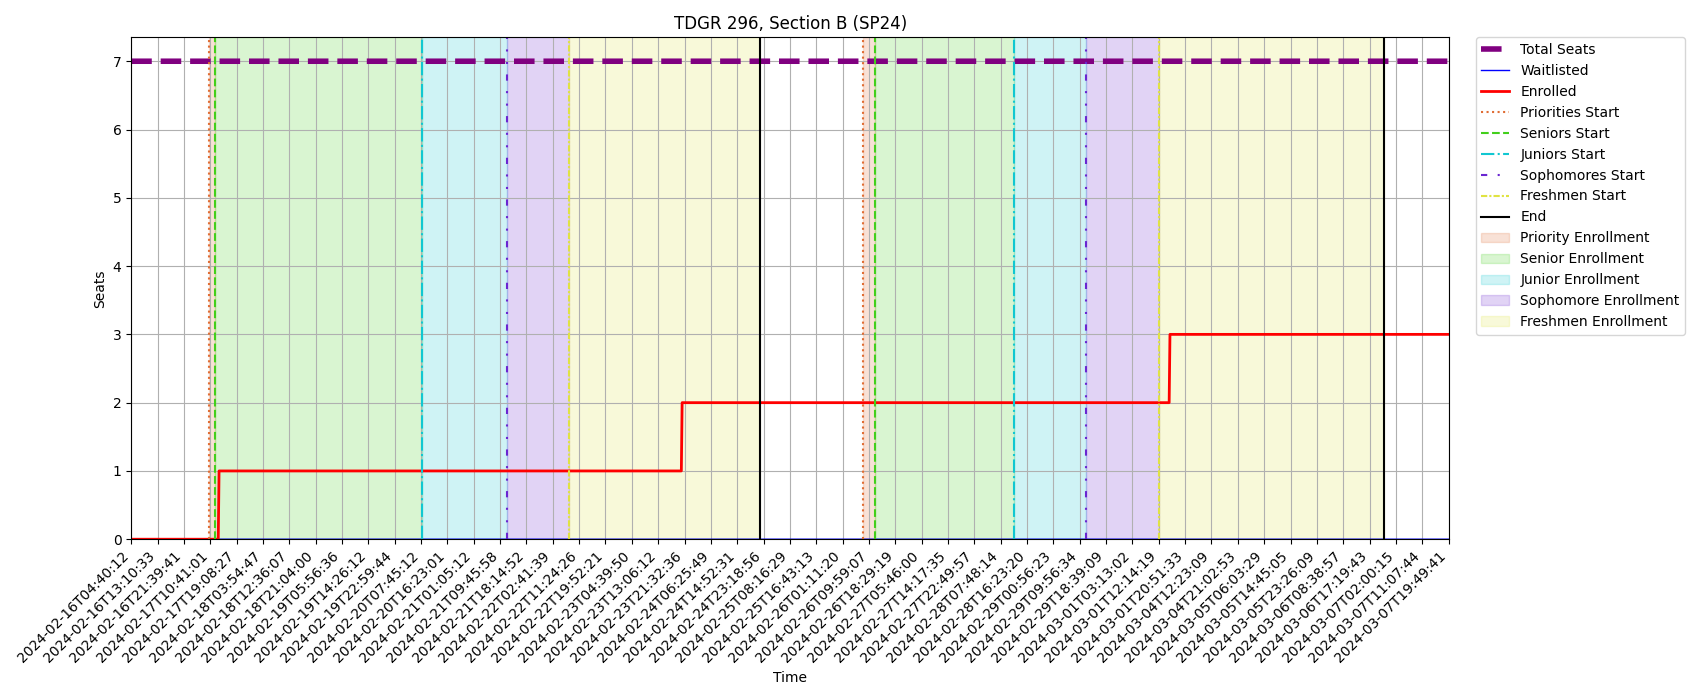 TDGR 296, Section B (SP24)
Seats
7
6
5
4
3
2
1
0
2024-02-16T04:40:12
2024-02-16T13:10:33
2024-02-16T21:39:41
2024-02-17T10:41:01
2024-02-17T19:08:27
2024-02-18T03:54:47
2024-02-18T12:36:07
2024-02-18T21:04:00
2024-02-19T05:56:36
2024-02-19T14:26:12
2024-02-19T22:59:44
2024-02-20T07:45:12
2024-02-20T16:23:01
2024-02-21T01:05:12
2024-02-21T09:45:58
2024-02-21T18:14:52
2024-02-22T02:41:39
2024-02-22T11:24:26
2024-02-22T19:52:21
2024-02-23T04:39:50
2024-02-23T13:06:12
2024-02-23T21:32:36
2024-02-24T06:25:49
2024-02-24T14:52:31
2024-02-24T23:18:56
2024-02-25T08:16:29
2024-02-25T16:43:13
2024-02-26T01:11:20
2024-02-26T09:59:07
2024-02-26T18:29:19
2024-02-27T05:46:00
2024-02-27T14:17:35
2024-02-27T22:49:57
2024-02-28T07:48:14
2024-02-28T16:23:20
2024-02-29T00:56:23
2024-02-29T09:56:34
2024-02-29T18:39:09
2024-03-01T03:13:02
2024-03-01T12:14:19
2024-03-01T20:51:33
2024-03-04T12:23:09
2024-03-04T21:02:53
2024-03-05T06:03:29
2024-03-05T14:45:05
2024-03-05T23:26:09
2024-03-06T08:38:57
2024-03-06T17:19:43
2024-03-07T02:00:15
2024-03-07T11:07:44
2024-03-07T19:49:41
Time
Total Seats
Waitlisted
Enrolled
Priorities Start
Seniors Start
Juniors Start
Sophomores Start
Freshmen Start
End
Priority Enrollment
Senior Enrollment
Junior Enrollment
Sophomore Enrollment
Freshmen Enrollment